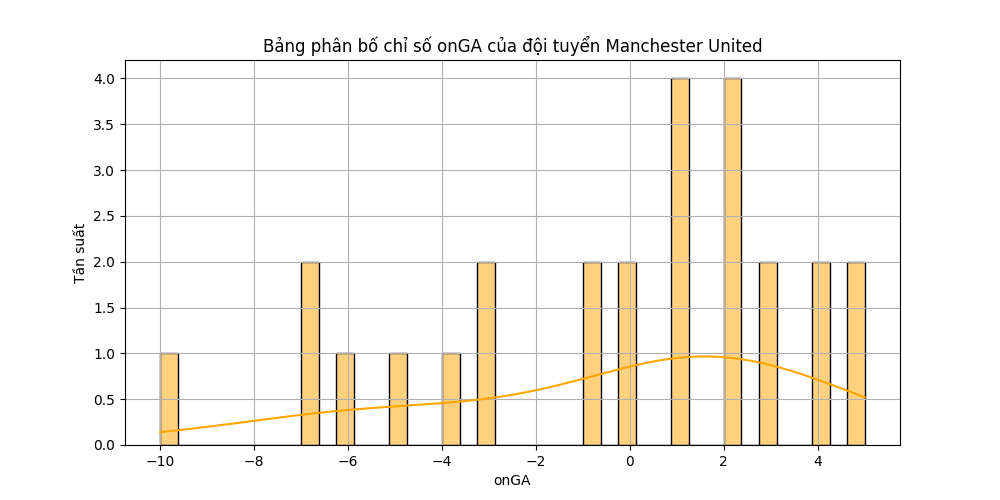 Bảng phân bố chỉ số onGA của đội tuyển Manchester United
4.0
3.5
3.0
2.5
2.0
1.5
1.0
0.5
0.0
Tần suất
−10 −8 −6 −4 −2 0 2 4
onGA